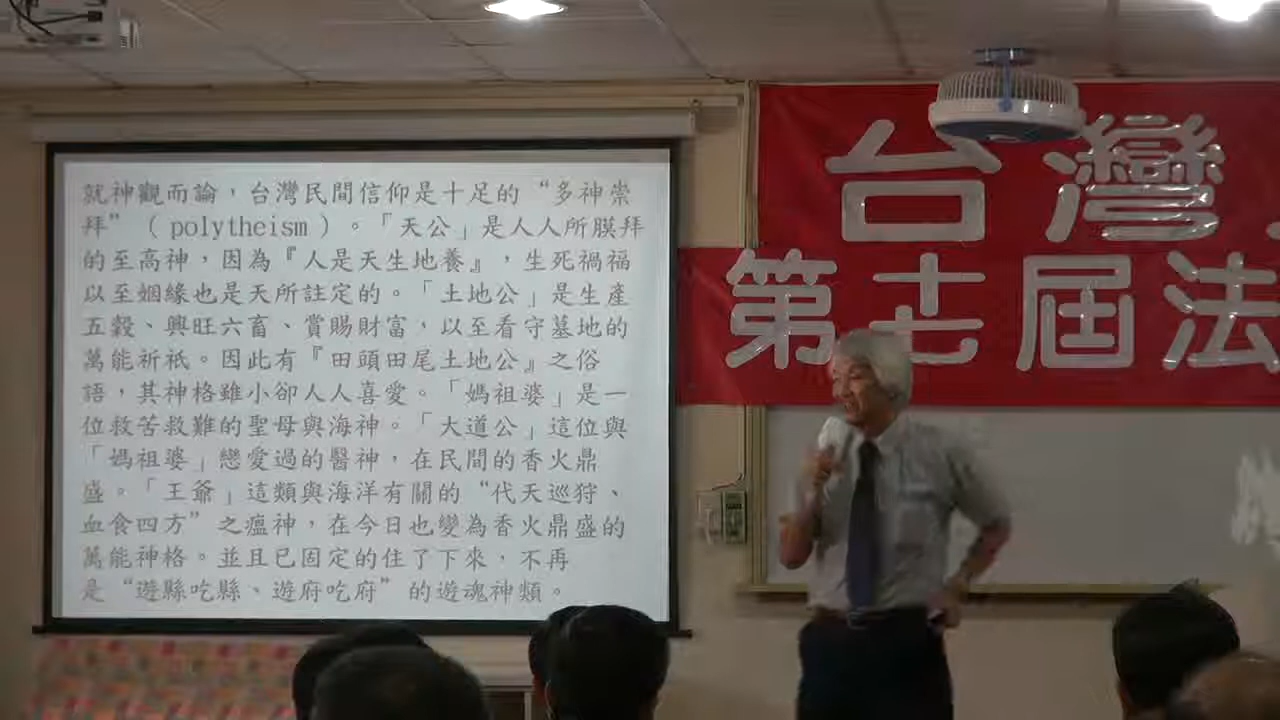 就神觀而論，台灣民間信仰是十足的“多神崇
拜”（polytheism）。「天公」是人人所膜拜
的至高神，因為『人是天生地養』，生死禍福
以至姻緣也是天所註定的。「土地公」是生產
五穀、興旺六畜、賞賜財富，以至看守墓地的
萬能祈祇。因此有『田頭田尾土地公』之俗
語，其神格雖小卻人人喜愛。「媽祖婆」是一
位救苦救難的聖母與海神。「大道公」這位與
「媽祖婆」戀愛過的醫神，在民間的香火鼎
盛。「王爺」這類與海洋有關的“代天巡狩、
血食四方”之瘟神，在今日也變為香火鼎盛的
萬能神格。並且已固定的住了下來，不再
是“遊縣吃縣、遊府吃府”的遊魂神類。
台灣
第十七屆法